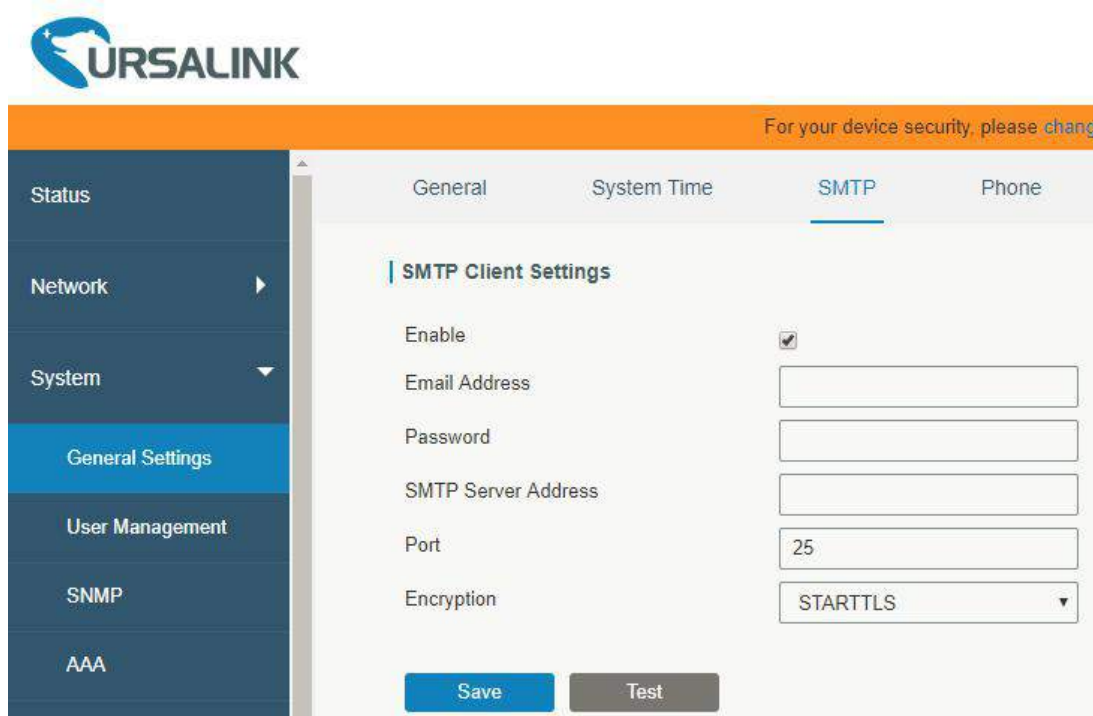 URSALINK
For your device security, please
Status
Network
System
General Settings
User Management
SNMP
AAA
General System Time SMTP Phone
SMTP Client Settings
Enable
Email Address
Password
SMTP Server Address
Port 25
Encryption STARTTLS
Save Test